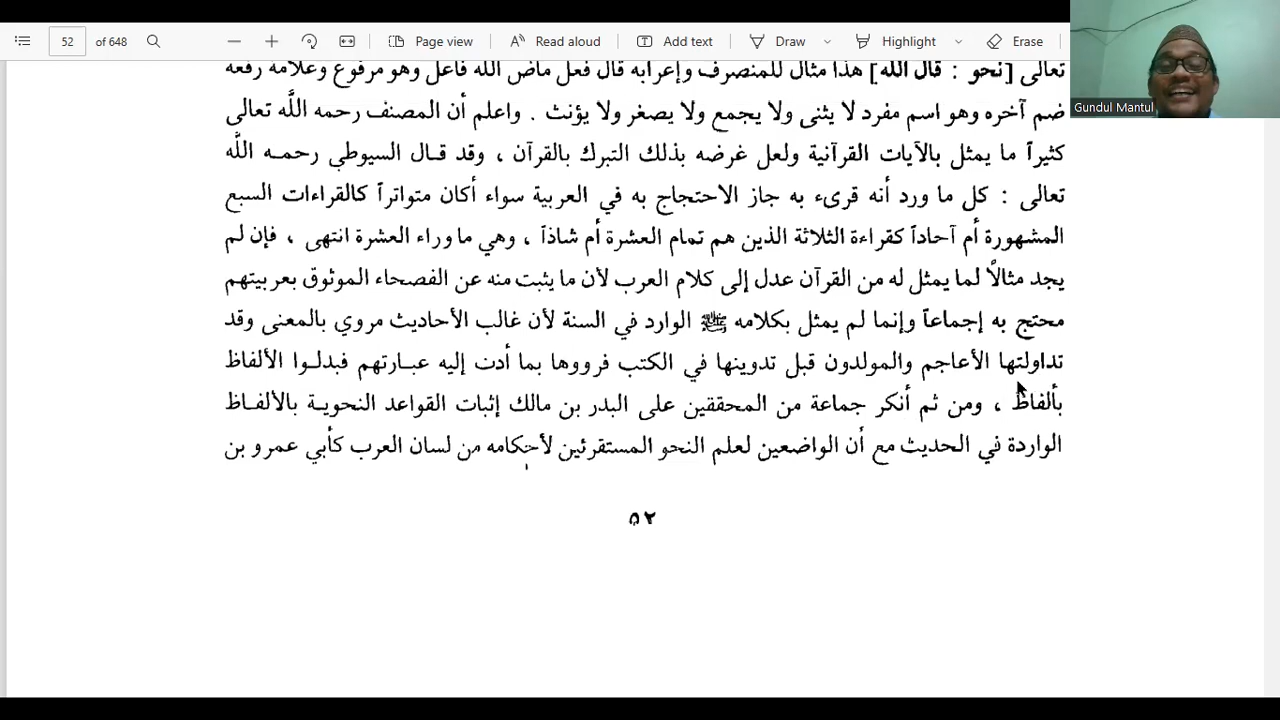 52 of 648 Page view Read aloud Add text Draw Highlight Erase
Gundul Mantul
تعالى [نحو : قال الله] هذا مثال للمنصرف وإعرابه قال فعل ماض الله فاعل وهو مرفوع وعلامة رفعه
ضم آخره وهو اسم مفرد لا يثنى ولا يجمع ولا يصغر ولا يؤنث . واعلم أن المصنف رحمه الله تعالى
كثيراً ما يمثل بالآيات القرآنية ولعل غرضه بذلك التبرك بالقرآن ، وقد قال السيوطي رحمه الله
تعالى : كل ما ورد أنه قرىء به جاز الاحتجاج به في العربية سواء أكان متواتراً كالقراءات السبع
المشهورة أم آحاداً كقراءة الثلاثة الذين هم تمام العشرة أم شاذاً ، وهي ما وراء العشرة انتهى ، فإن لم
يجد مثالاً لما يمثل له من القرآن عدل إلى كلام العرب لأن ما يثبت منه عن الفصحاء الموثوق بعربيتهم
محتج به إجماعاً وإنما لم يمثل بكلامه ﷺ الوارد في السنة لأن غالب الأحاديث مروي بالمعنى وقد
تداولتها الأعاجم والمولدون قبل تدوينها في الكتب فرووها بما أدت إليه عبارتهم فبدلوا الألفاظ
بألفاظ ، ومن ثم أنكر جماعة من المحققين على البدر بن مالك إثبات القواعد النحوية بالألفاظ
الواردة في الحديث مع أن الواضعين لعلم النحو المستقرئين لأحكامه من لسان العرب كأبي عمرو بن
٥٢